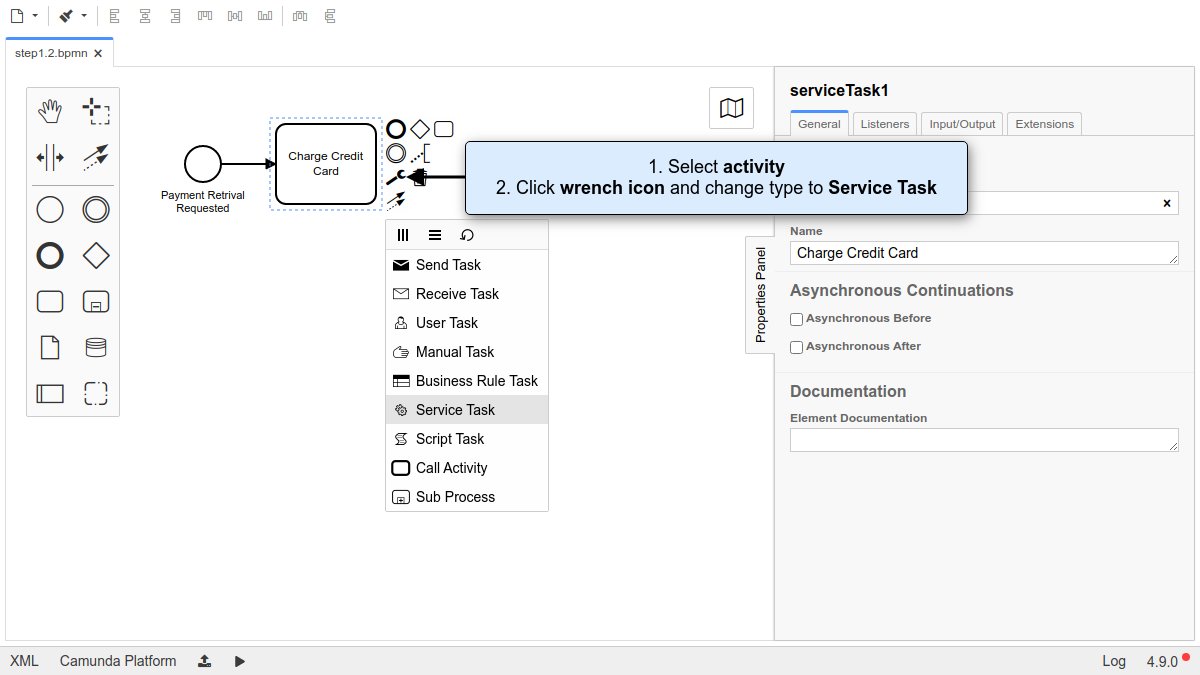 step1.2.bpmn x
serviceTask1
General Listeners Input/Output Extensions
Charge Credit
Card
Payment Retrival
Requested
1. Select activity
2. Click wrench icon and change type to Service Task
Name
Charge Credit Card
Properties Panel
Asynchronous Continuations
Asynchronous Before
Asynchronous After
Documentation
Element Documentation
Send Task
Receive Task
User Task
Manual Task
Business Rule Task
Service Task
Script Task
Call Activity
Sub Process
XML Camunda Platform Log 4.9.0